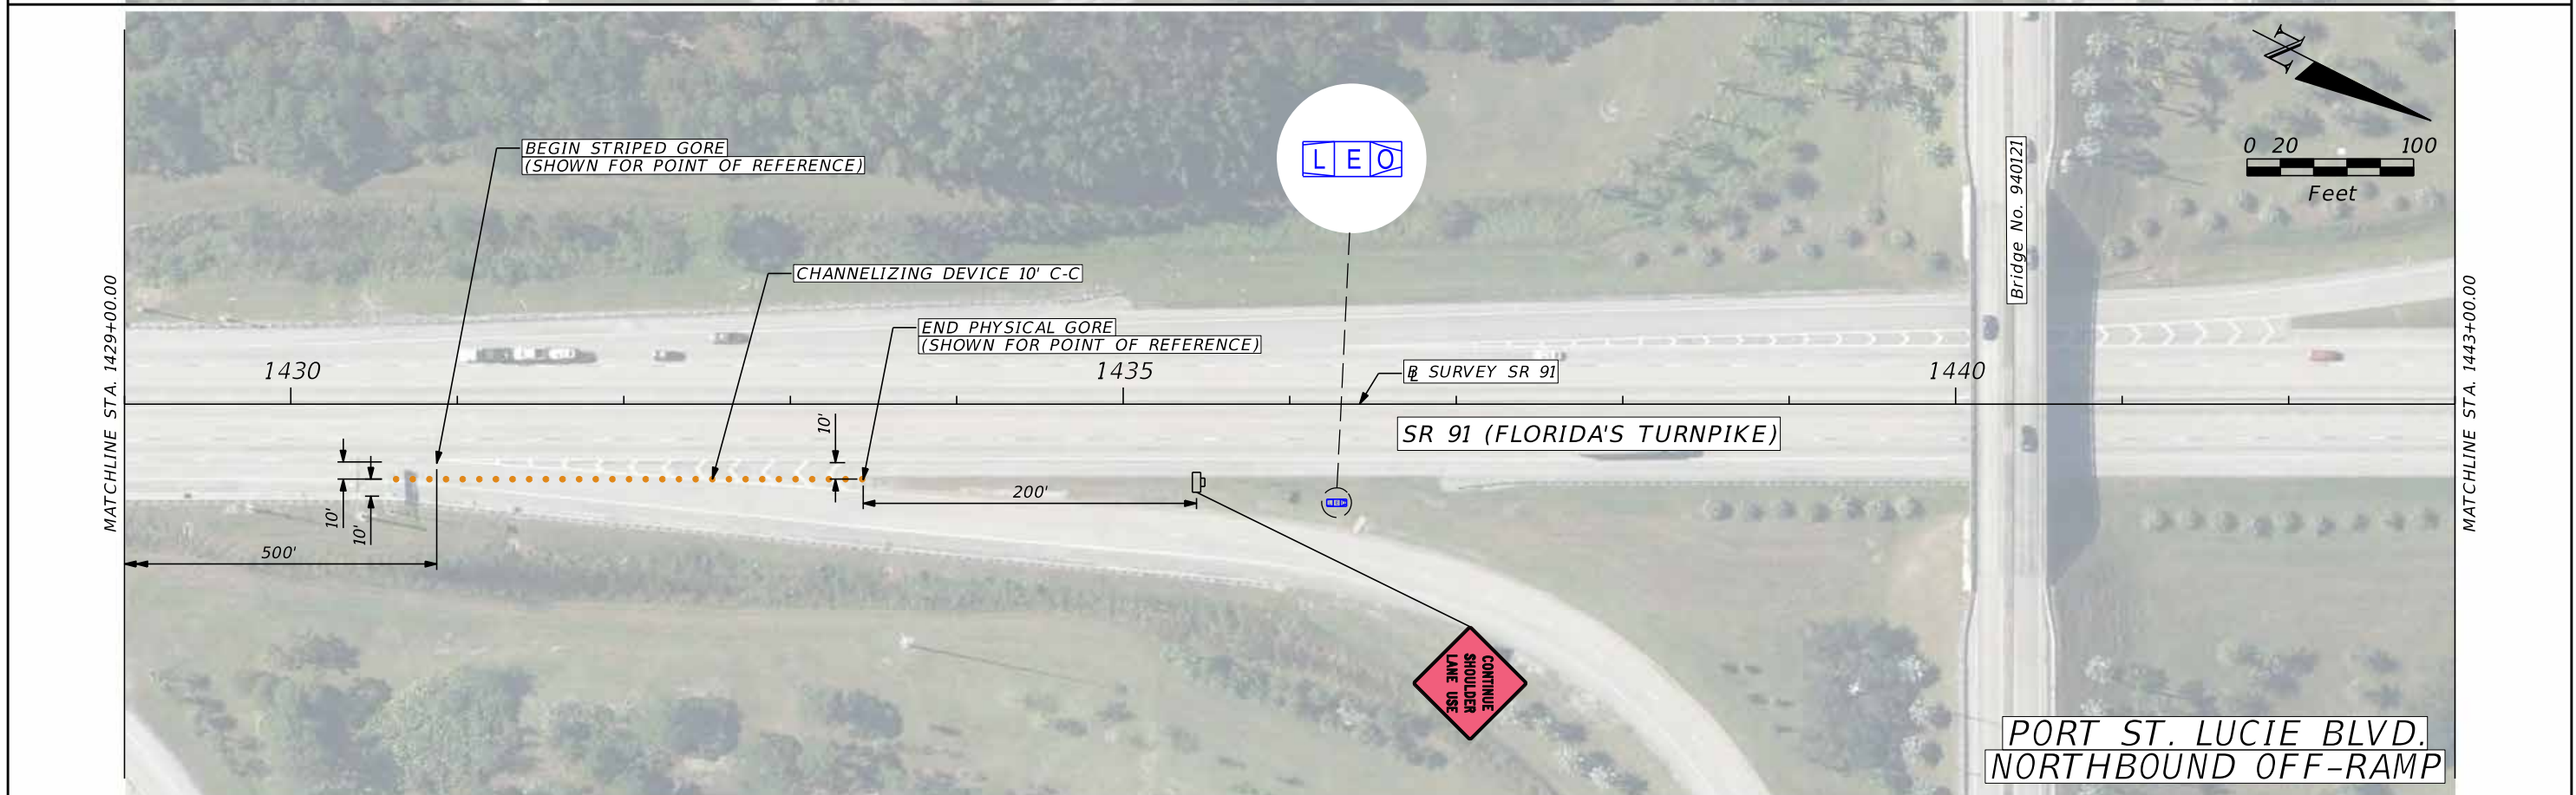 N
0 20 100
Feet
BEGIN STRIPED GORE
(SHOWN FOR POINT OF REFERENCE)
LEO
Bridge No. 940121
CHANNELIZING DEVICE 10' C-C
END PHYSICAL GORE
(SHOWN FOR POINT OF REFERENCE)
MATCHLINE STA. 1429+00.00
1430
1435
1440
MATCHLINE STA. 1443+00.00
BL SURVEY SR 91
10'
SR 91 (FLORIDA'S TURNPIKE)
200'
10'
10'
500'
CONTINUE
SHOULDER
LANE USE
PORT ST. LUCIE BLVD.
NORTHBOUND OFF-RAMP